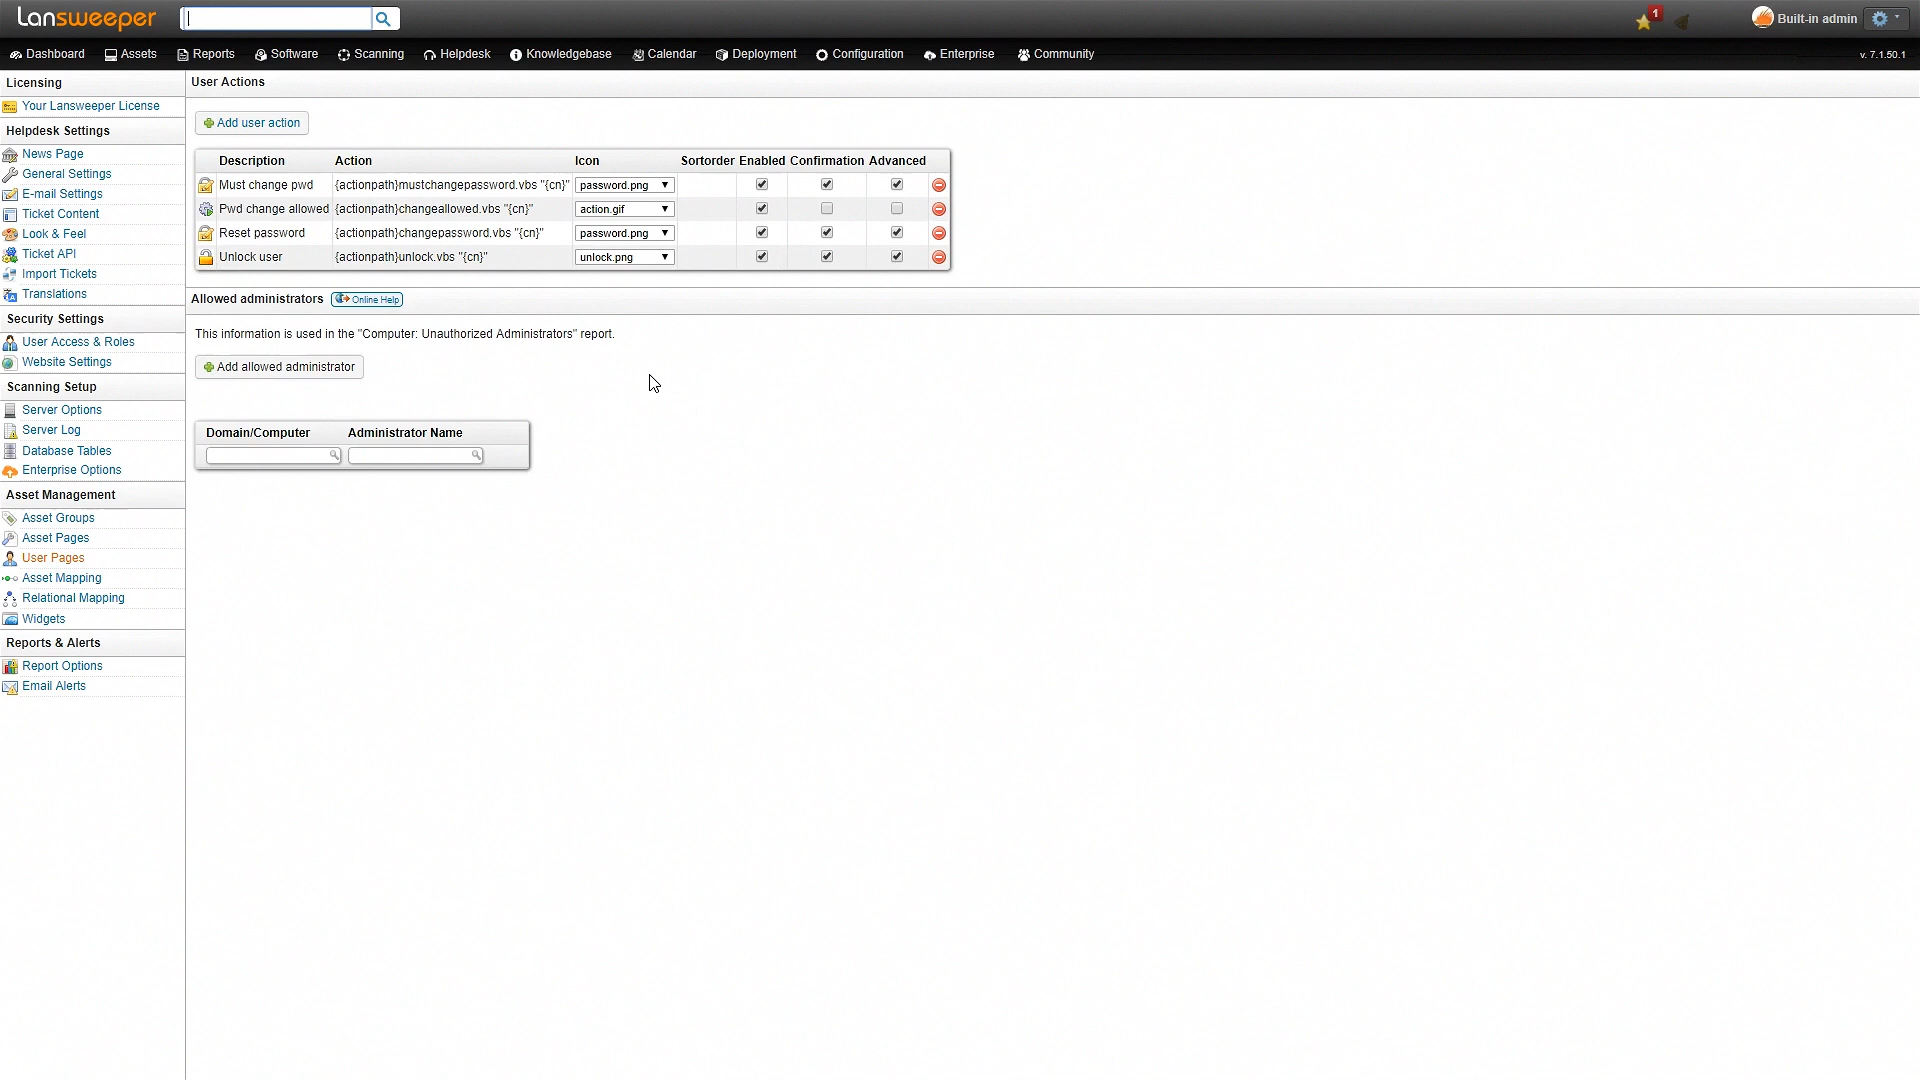 Lansweeper
1
Built-in admin
Dashboard Assets Reports Software Scanning Helpdesk Knowledgebase Calendar Deployment Configuration Enterprise Community
v. 7.1.50.1
Licensing
Your Lansweeper License
Helpdesk Settings
News Page
General Settings
E-mail Settings
Ticket Content
Look & Feel
Ticket API
Import Tickets
Translations
Security Settings
User Access & Roles
Website Settings
Scanning Setup
Server Options
Server Log
Database Tables
Enterprise Options
Asset Management
Asset Groups
Asset Pages
User Pages
Asset Mapping
Relational Mapping
Widgets
Reports & Alerts
Report Options
Email Alerts
User Actions
Add user action
Description Action Icon Sortorder Enabled Confirmation Advanced
Must change pwd {actionpath}mustchangepassword.vbs "{cn}" password.png
Pwd change allowed {actionpath}changeallowed.vbs "{cn}" action.gif
Reset password {actionpath}changepassword.vbs "{cn}" password.png
Unlock user {actionpath}unlock.vbs "{cn}" unlock.png
Allowed administrators Online Help
This information is used in the "Computer: Unauthorized Administrators" report.
Add allowed administrator
Domain/Computer Administrator Name